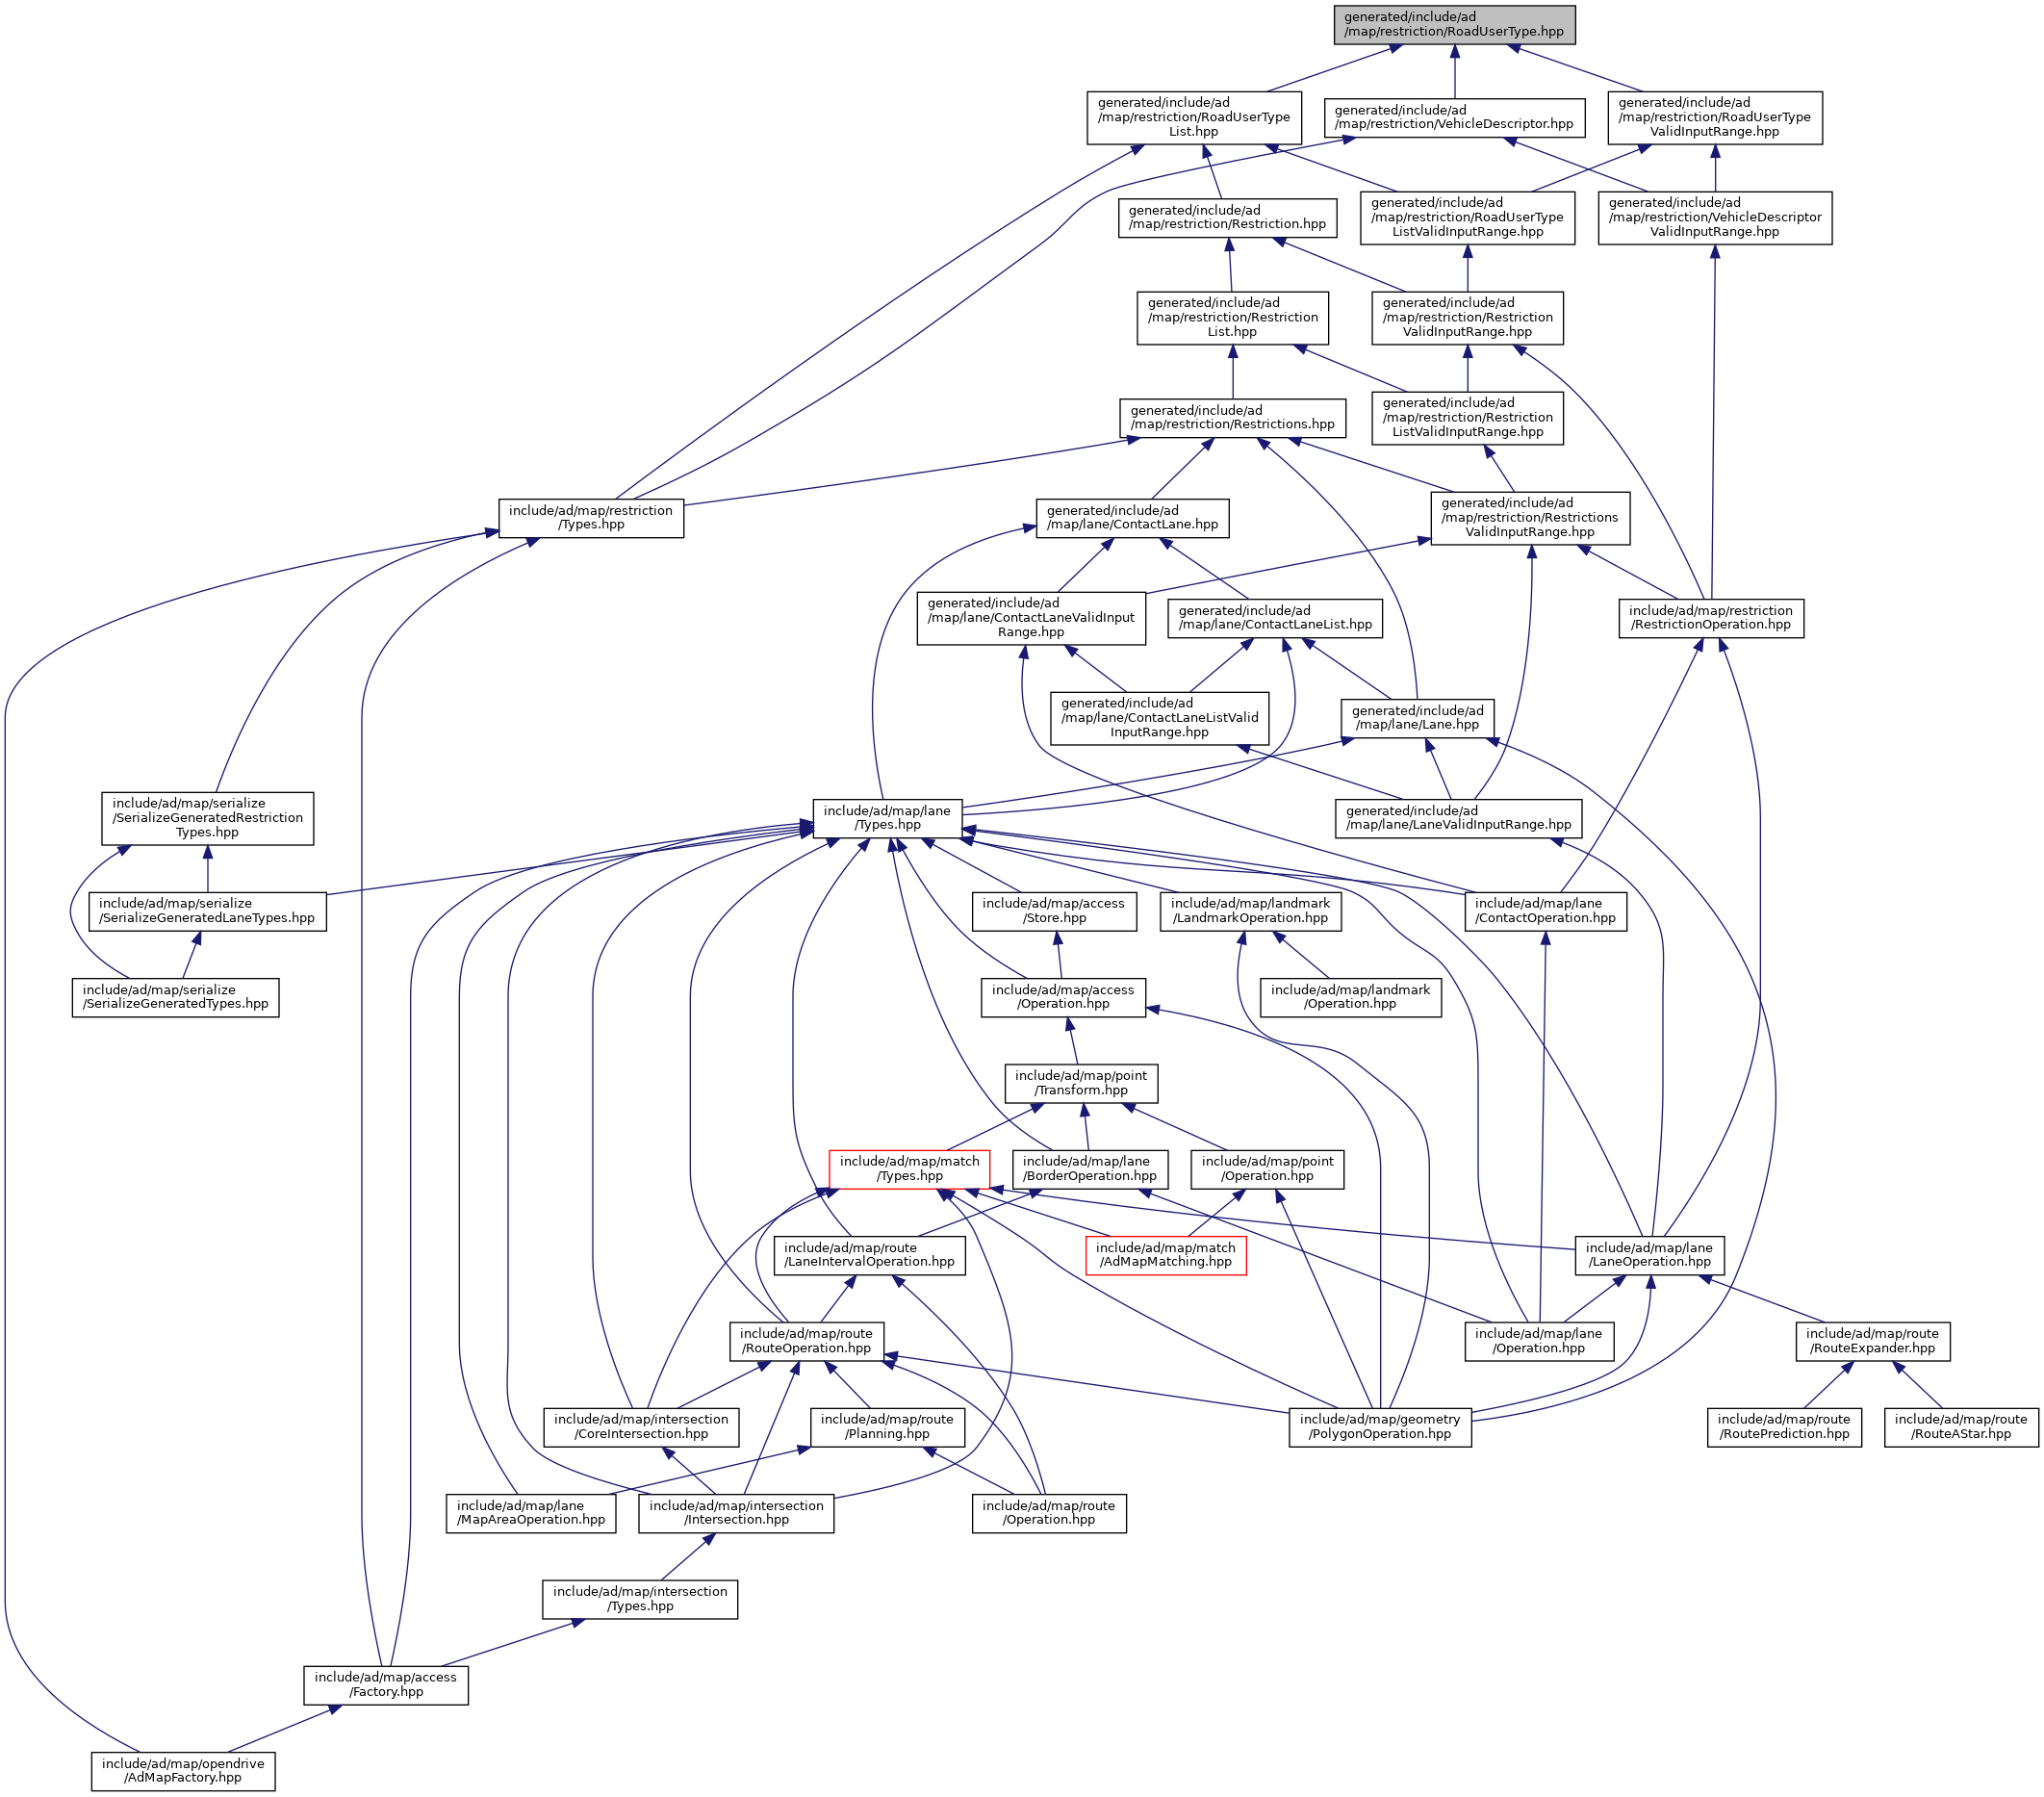 generated/include/ad
/map/restriction/RoadUserType.hpp
generated/include/ad
/map/restriction/RoadUserType
List.hpp
generated/include/ad
/map/restriction/VehicleDescriptor.hpp
generated/include/ad
/map/restriction/RoadUserType
ValidInputRange.hpp
generated/include/ad
/map/restriction/Restriction.hpp
generated/include/ad
/map/restriction/RoadUserType
ListValidInputRange.hpp
generated/include/ad
/map/restriction/VehicleDescriptor
ValidInputRange.hpp
generated/include/ad
/map/restriction/Restriction
List.hpp
generated/include/ad
/map/restriction/Restriction
ValidInputRange.hpp
generated/include/ad
/map/restriction/Restrictions.hpp
generated/include/ad
/map/restriction/Restriction
ListValidInputRange.hpp
include/ad/map/restriction
/Types.hpp
generated/include/ad
/map/lane/ContactLane.hpp
generated/include/ad
/map/restriction/Restrictions
ValidInputRange.hpp
generated/include/ad
/map/lane/ContactLaneValidInput
Range.hpp
generated/include/ad
/map/lane/ContactLaneList.hpp
include/ad/map/restriction
/RestrictionOperation.hpp
generated/include/ad
/map/lane/ContactLaneListValid
InputRange.hpp
generated/include/ad
/map/lane/Lane.hpp
include/ad/map/serialize
/SerializeGeneratedRestriction
Types.hpp
include/ad/map/lane
/Types.hpp
generated/include/ad
/map/lane/LaneValidInputRange.hpp
include/ad/map/serialize
/SerializeGeneratedLaneTypes.hpp
include/ad/map/access
/Store.hpp
include/ad/map/landmark
/LandmarkOperation.hpp
include/ad/map/lane
/ContactOperation.hpp
include/ad/map/serialize
/SerializeGeneratedTypes.hpp
include/ad/map/access
/Operation.hpp
include/ad/map/landmark
/Operation.hpp
include/ad/map/point
/Transform.hpp
include/ad/map/match
/Types.hpp
include/ad/map/lane
/BorderOperation.hpp
include/ad/map/point
/Operation.hpp
include/ad/map/route
/LaneIntervalOperation.hpp
include/ad/map/match
/AdMapMatching.hpp
include/ad/map/lane
/LaneOperation.hpp
include/ad/map/route
/RouteOperation.hpp
include/ad/map/lane
/Operation.hpp
include/ad/map/route
/RouteExpander.hpp
include/ad/map/intersection
/CoreIntersection.hpp
include/ad/map/route
/Planning.hpp
include/ad/map/geometry
/PolygonOperation.hpp
include/ad/map/route
/RoutePrediction.hpp
include/ad/map/route
/RouteAStar.hpp
include/ad/map/lane
/MapAreaOperation.hpp
include/ad/map/intersection
/Intersection.hpp
include/ad/map/route
/Operation.hpp
include/ad/map/intersection
/Types.hpp
include/ad/map/access
/Factory.hpp
include/ad/map/opendrive
/AdMapFactory.hpp